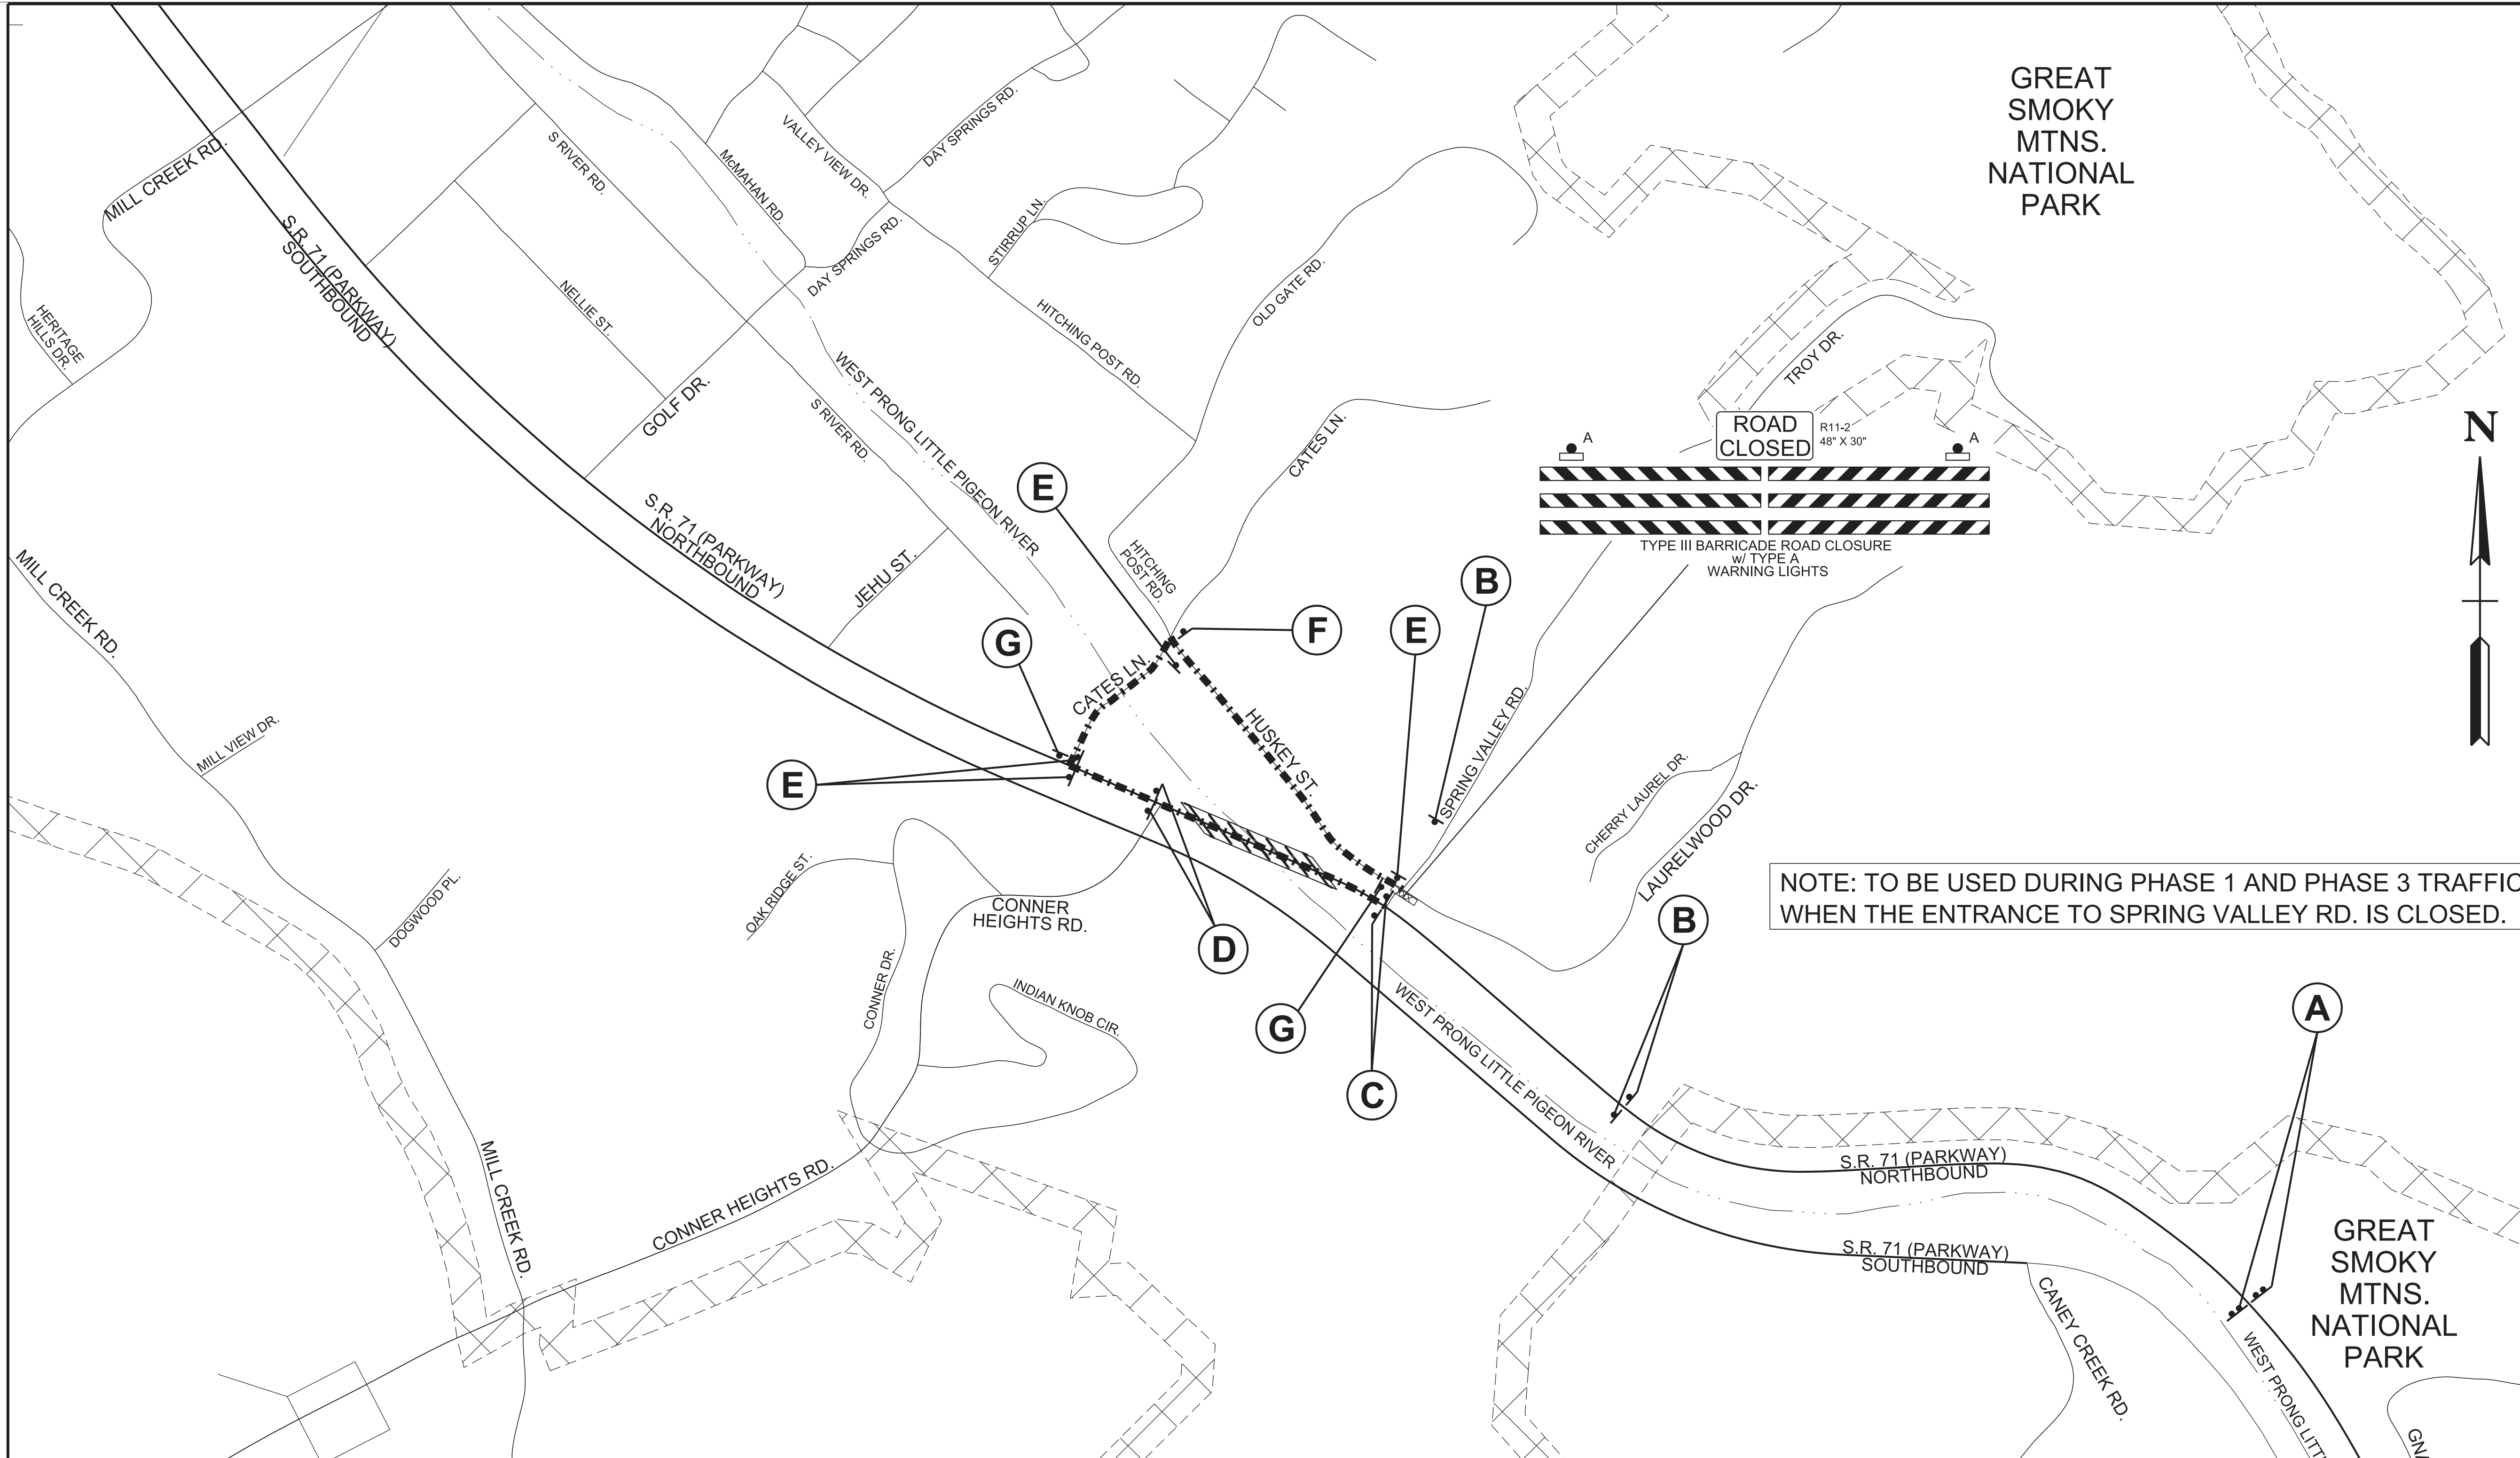 GREAT
SMOKY
MTNS.
NATIONAL
PARK
MILL CREEK RD.
S RIVER RD.
McMAHAN RD.
VALLEY VIEW DR.
DAY SPRINGS RD.
DAY SPRINGS RD.
STIRRUP LN.
S.R. 71 (PARKWAY)
SOUTHBOUND
HERITAGE
HILLS DR.
NELLIE ST.
HITCHING POST RD.
OLD GATE RD.
TROY DR.
GOLF DR.
S RIVER RD.
WEST PRONG LITTLE PIGEON RIVER
CATES LN.
ROAD
CLOSED
R11-2
48" X 30"
A
A
N
TYPE III BARRICADE ROAD CLOSURE
w/ TYPE A
WARNING LIGHTS
E
S.R. 71 (PARKWAY)
NORTHBOUND
JEHU ST.
HITCHING
POST RD.
B
MILL CREEK RD.
G
F
E
CATES LN.
HUSKEY ST.
SPRING VALLEY RD.
MILL VIEW DR.
E
CHERRY LAUREL DR.
LAURELWOOD DR.
OAK RIDGE ST.
DOGWOOD PL.
CONNER
HEIGHTS RD.
NOTE: TO BE USED DURING PHASE 1 AND PHASE 3 TRAFFIC
WHEN THE ENTRANCE TO SPRING VALLEY RD. IS CLOSED.
D
B
CONNER DR.
INDIAN KNOB CIR.
G
C
A
WEST PRONG LITTLE PIGEON RIVER
S.R. 71 (PARKWAY)
NORTHBOUND
MILL CREEK RD.
CONNER HEIGHTS RD.
S.R. 71 (PARKWAY)
SOUTHBOUND
CANEY CREEK RD.
GREAT
SMOKY
MTNS.
NATIONAL
PARK
WEST PRONG LITT